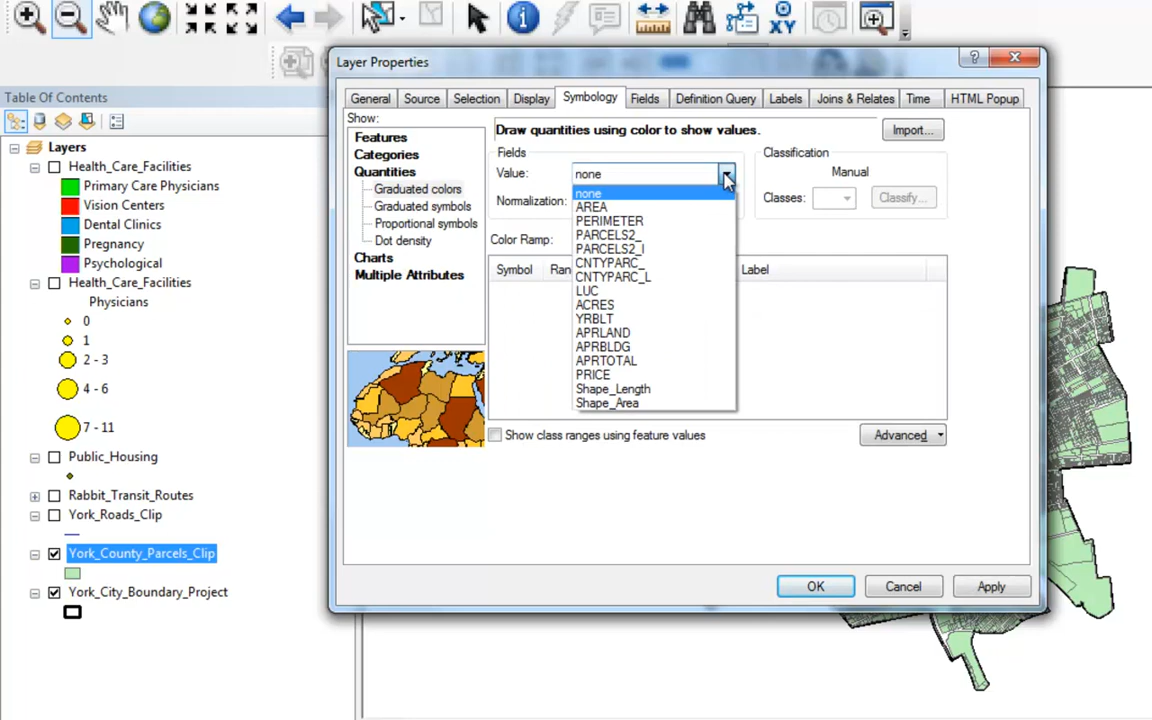 XY
Layer Properties
?
Table Of Contents
Layers
Health_Care_Facilities
Primary Care Physicians
Vision Centers
Dental Clinics
Pregnancy
Psychological
Health_Care_Facilities
Physicians
0
1
2 - 3
4 - 6
7 - 11
Public_Housing
Rabbit_Transit_Routes
York_Roads_Clip
York_County_Parcels_Clip
York_City_Boundary_Project
General Source Selection Display Symbology Fields Definition Query Labels Joins & Relates Time HTML Popup
Show:
Features
Categories
Quantities
Graduated colors
Graduated symbols
Proportional symbols
Dot density
Charts
Multiple Attributes
Draw quantities using color to show values.
Import...
Fields
Value: none
Normalization:
none
AREA
PERIMETER
PARCELS2_
PARCELS2_I
CNTYPARC_
CNTYPARC_L
LUC
ACRES
YRBLT
APRLAND
APRBLDG
APRTOTAL
PRICE
Shape_Length
Shape_Area
Classification
Manual
Classes: Classify...
Color Ramp:
Symbol Label
Show class ranges using feature values
Advanced
OK Cancel Apply